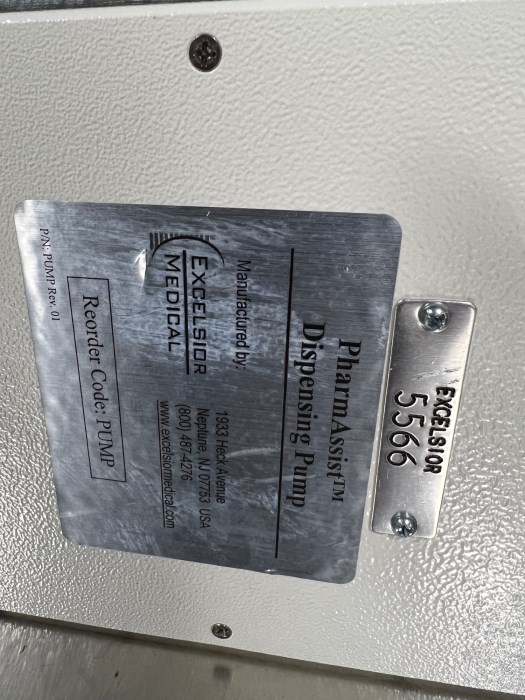 EXCELSIOR
5566
PharmAssist™
Dispensing Pump
Manufactured by:
EXCELSIOR
MEDICAL
1933 Heck Avenue
Neptune, NJ 07753 USA
(800) 487-4276
www.excelsiormedical.com
Reorder Code: PUMP
P/N: PUMP Rev. 01